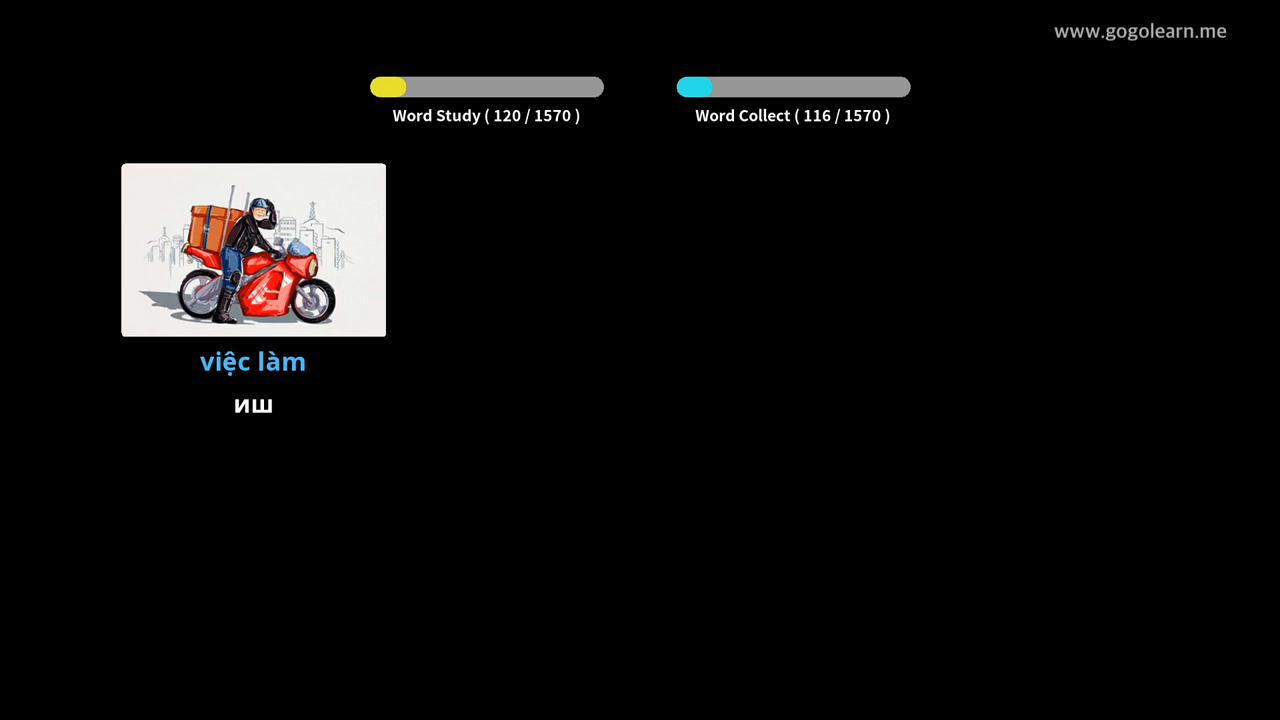 www.gogolearn.me
Word Study ( 120 / 1570 )
Word Collect ( 116 / 1570 )
việc làm
иш